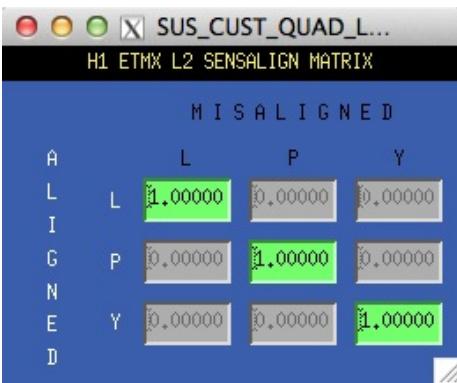 X SUS_CUST_QUAD_L...
H1 ETMX L2 SENSALIGN MATRIX
MISALIGNED
ALIGNED
L P Y
L 1.00000 0.00000 0.00000
P 0.00000 1.00000 0.00000
Y 0.00000 0.00000 1.00000